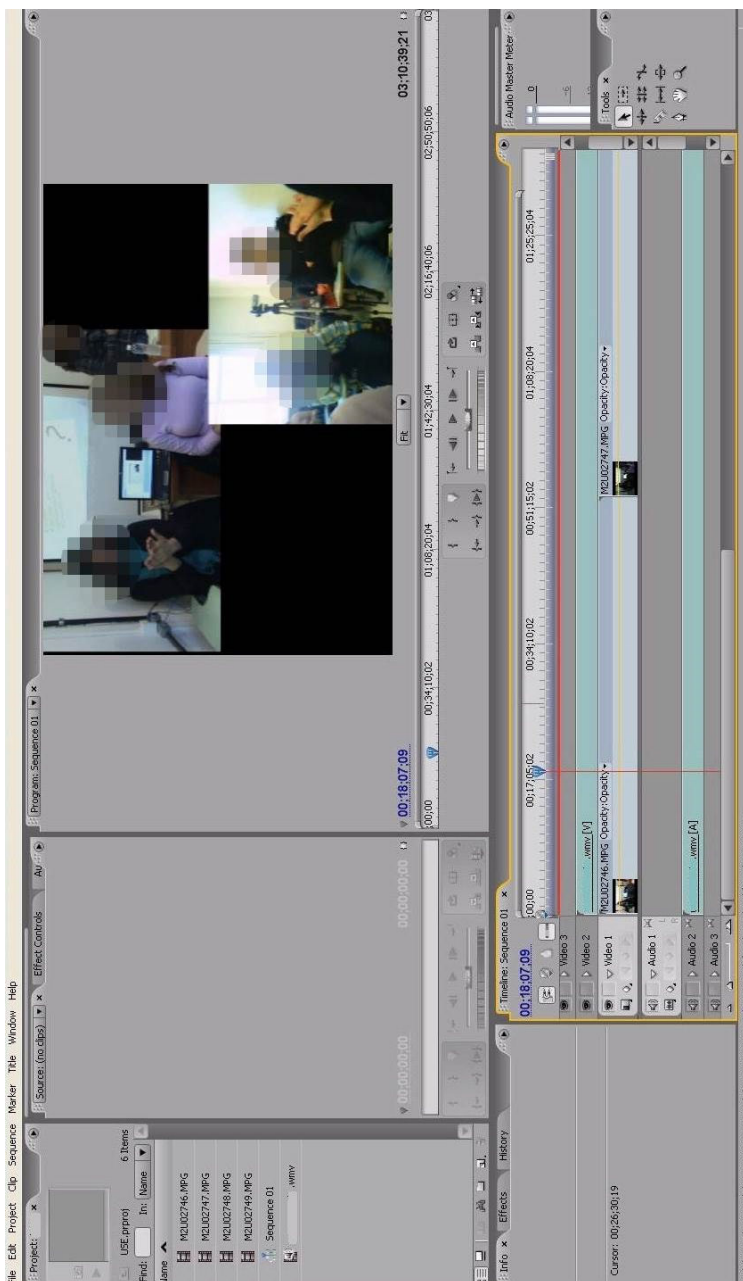 File Edit Project Clip Sequence Marker Title Window Help
Project: ×
USE.prproj
6 Items
Find: In: Name
Name
M2U02746.MPG
M2U02747.MPG
M2U02748.MPG
M2U02749.MPG
Sequence 01
.wmv
Source: (no clips) × Effect Controls Au
00;00;00;00 00;00;00;00
Program: Sequence 01 ×
00;18;07;09 Fit 03;10;39;21
;00;00 00;34;10;02 01;08;20;04 01;42;30;04 02;16;40;06 02;50;50;06 03
Info × Effects History
Cursor: 00;26;30;19
Timeline: Sequence 01 ×
00;18;07;09
;00;00 00;17;05;02 00;34;10;02 00;51;15;02 01;08;20;04 01;25;25;04
Video 3
Video 2 .wmv [V]
Video 1 M2U02746.MPG Opacity:Opacity M2U02747.MPG Opacity:Opacity
Audio 1
Audio 2 .wmv [A]
Audio 3
Audio Master Meter
0
-6
Tools ×